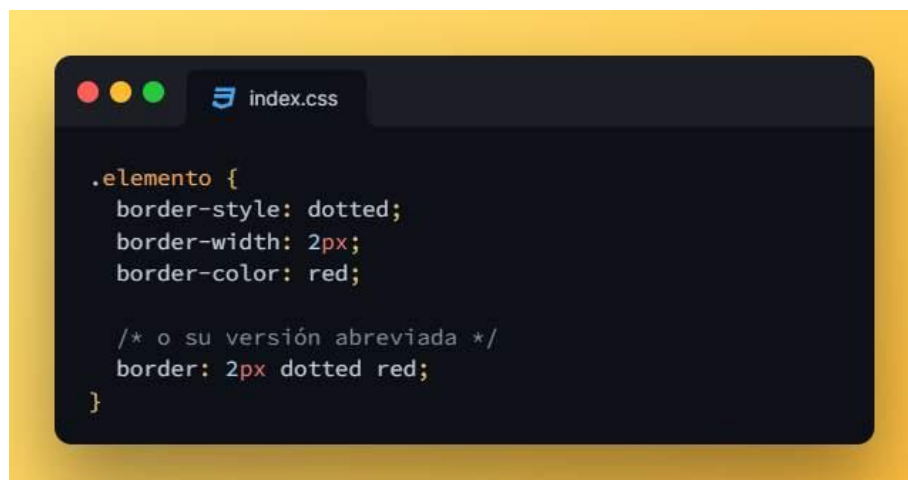 index.css
.elemento {
  border-style: dotted;
  border-width: 2px;
  border-color: red;
  /* o su versión abreviada */
  border: 2px dotted red;
}